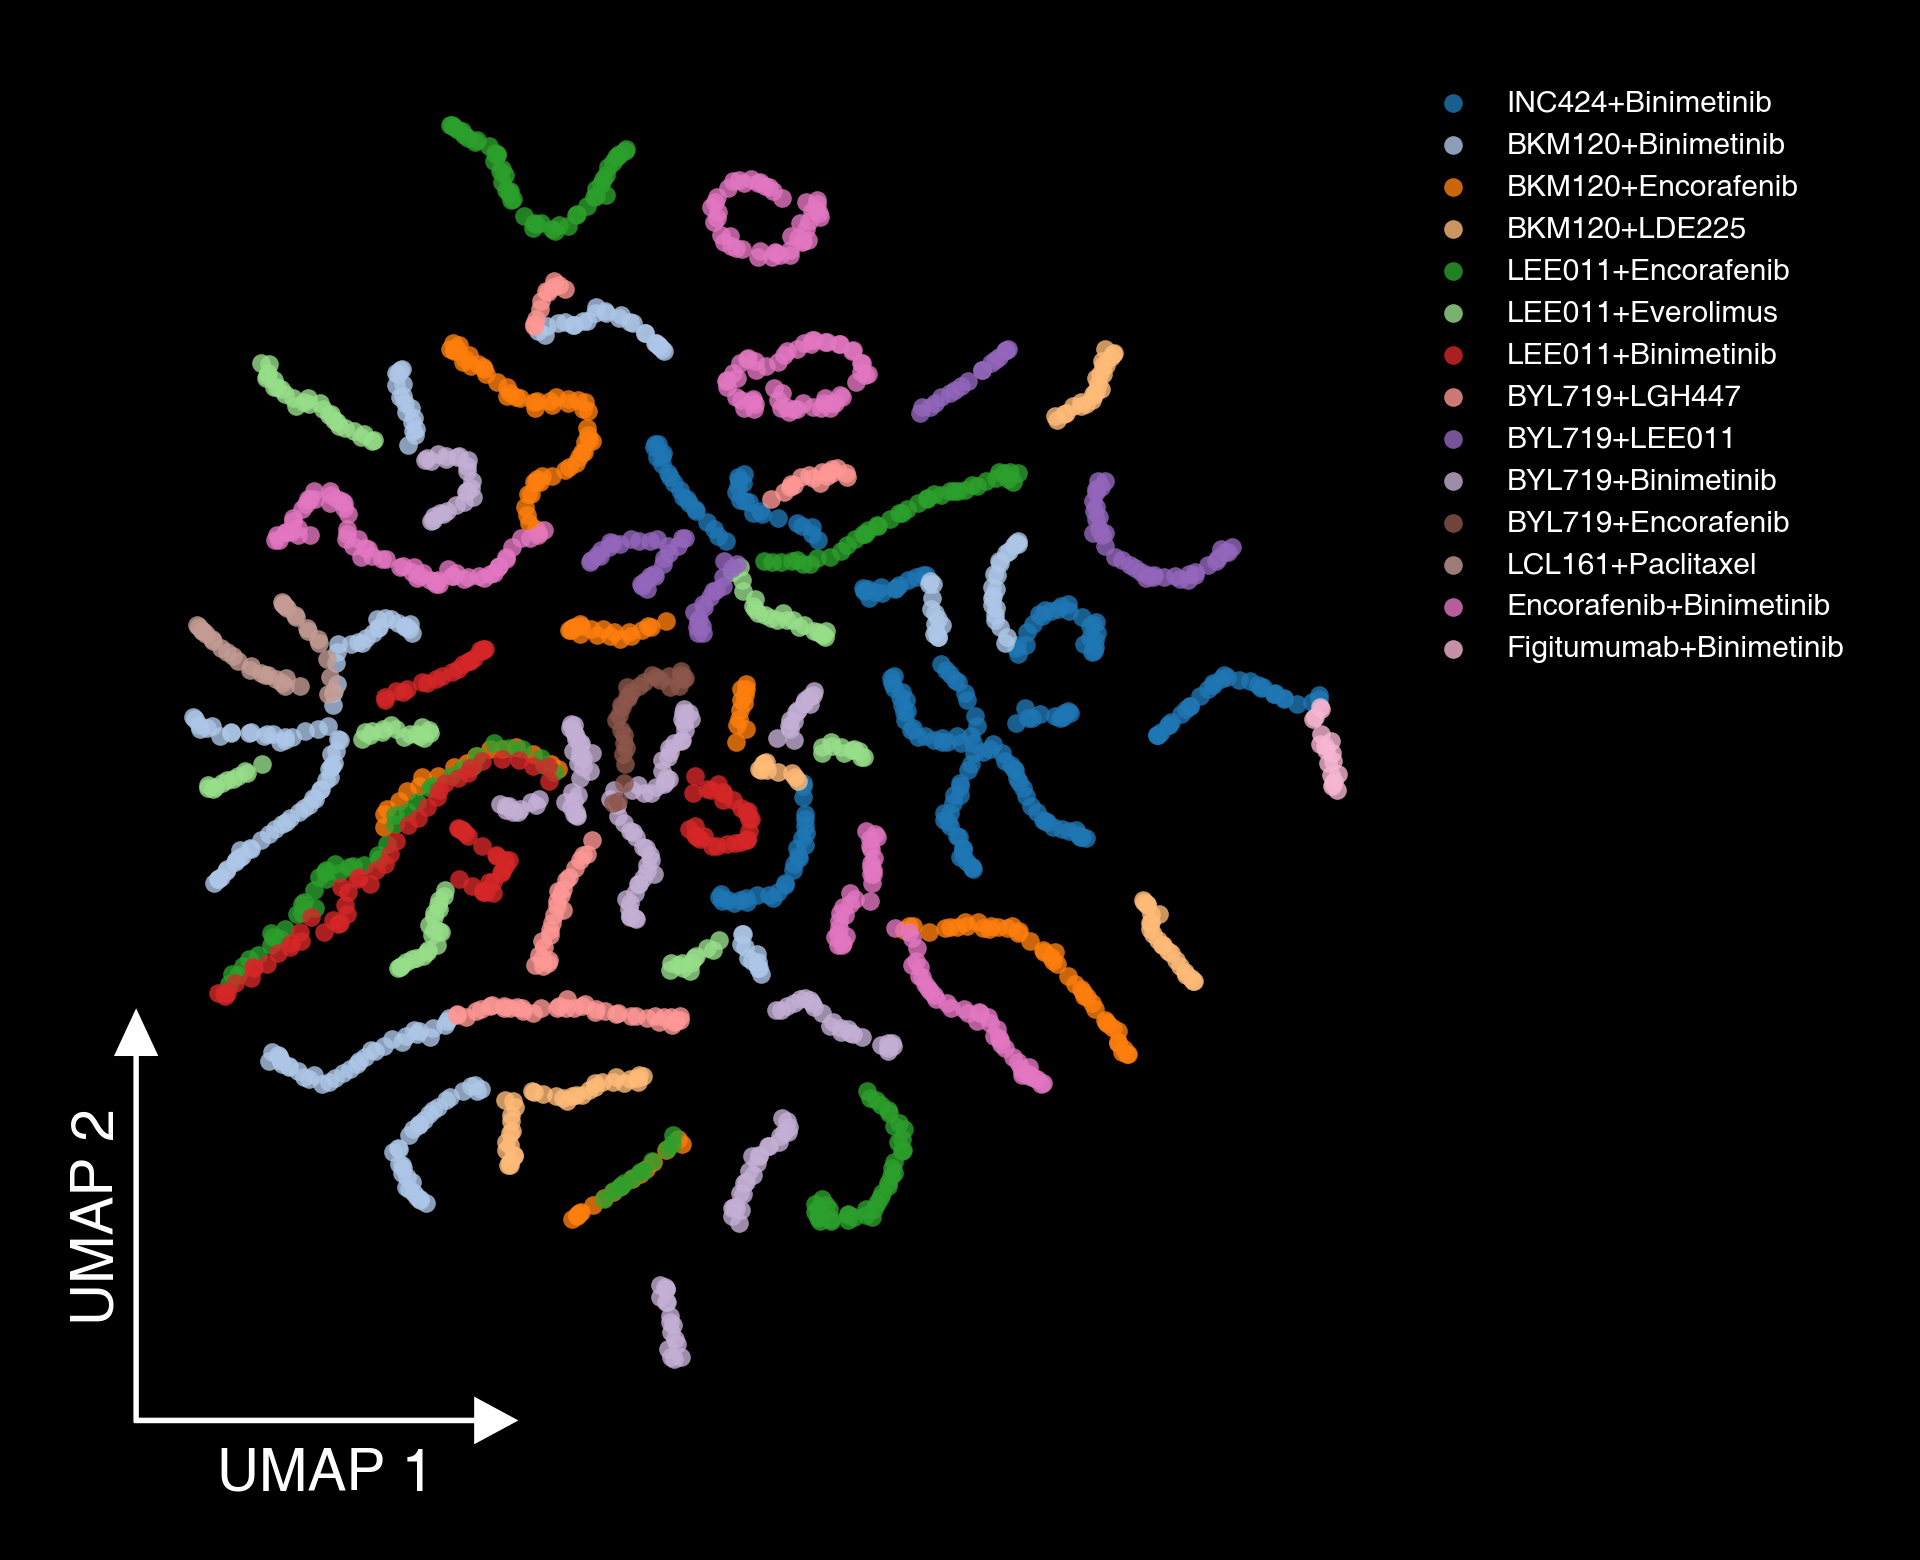 INC424+Binimetinib
BKM120+Binimetinib
BKM120+Encorafenib
BKM120+LDE225
LEE011+Encorafenib
LEE011+Everolimus
LEE011+Binimetinib
BYL719+LGH447
BYL719+LEE011
BYL719+Binimetinib
BYL719+Encorafenib
LCL161+Paclitaxel
Encorafenib+Binimetinib
Figitumumab+Binimetinib
UMAP 2
UMAP 1